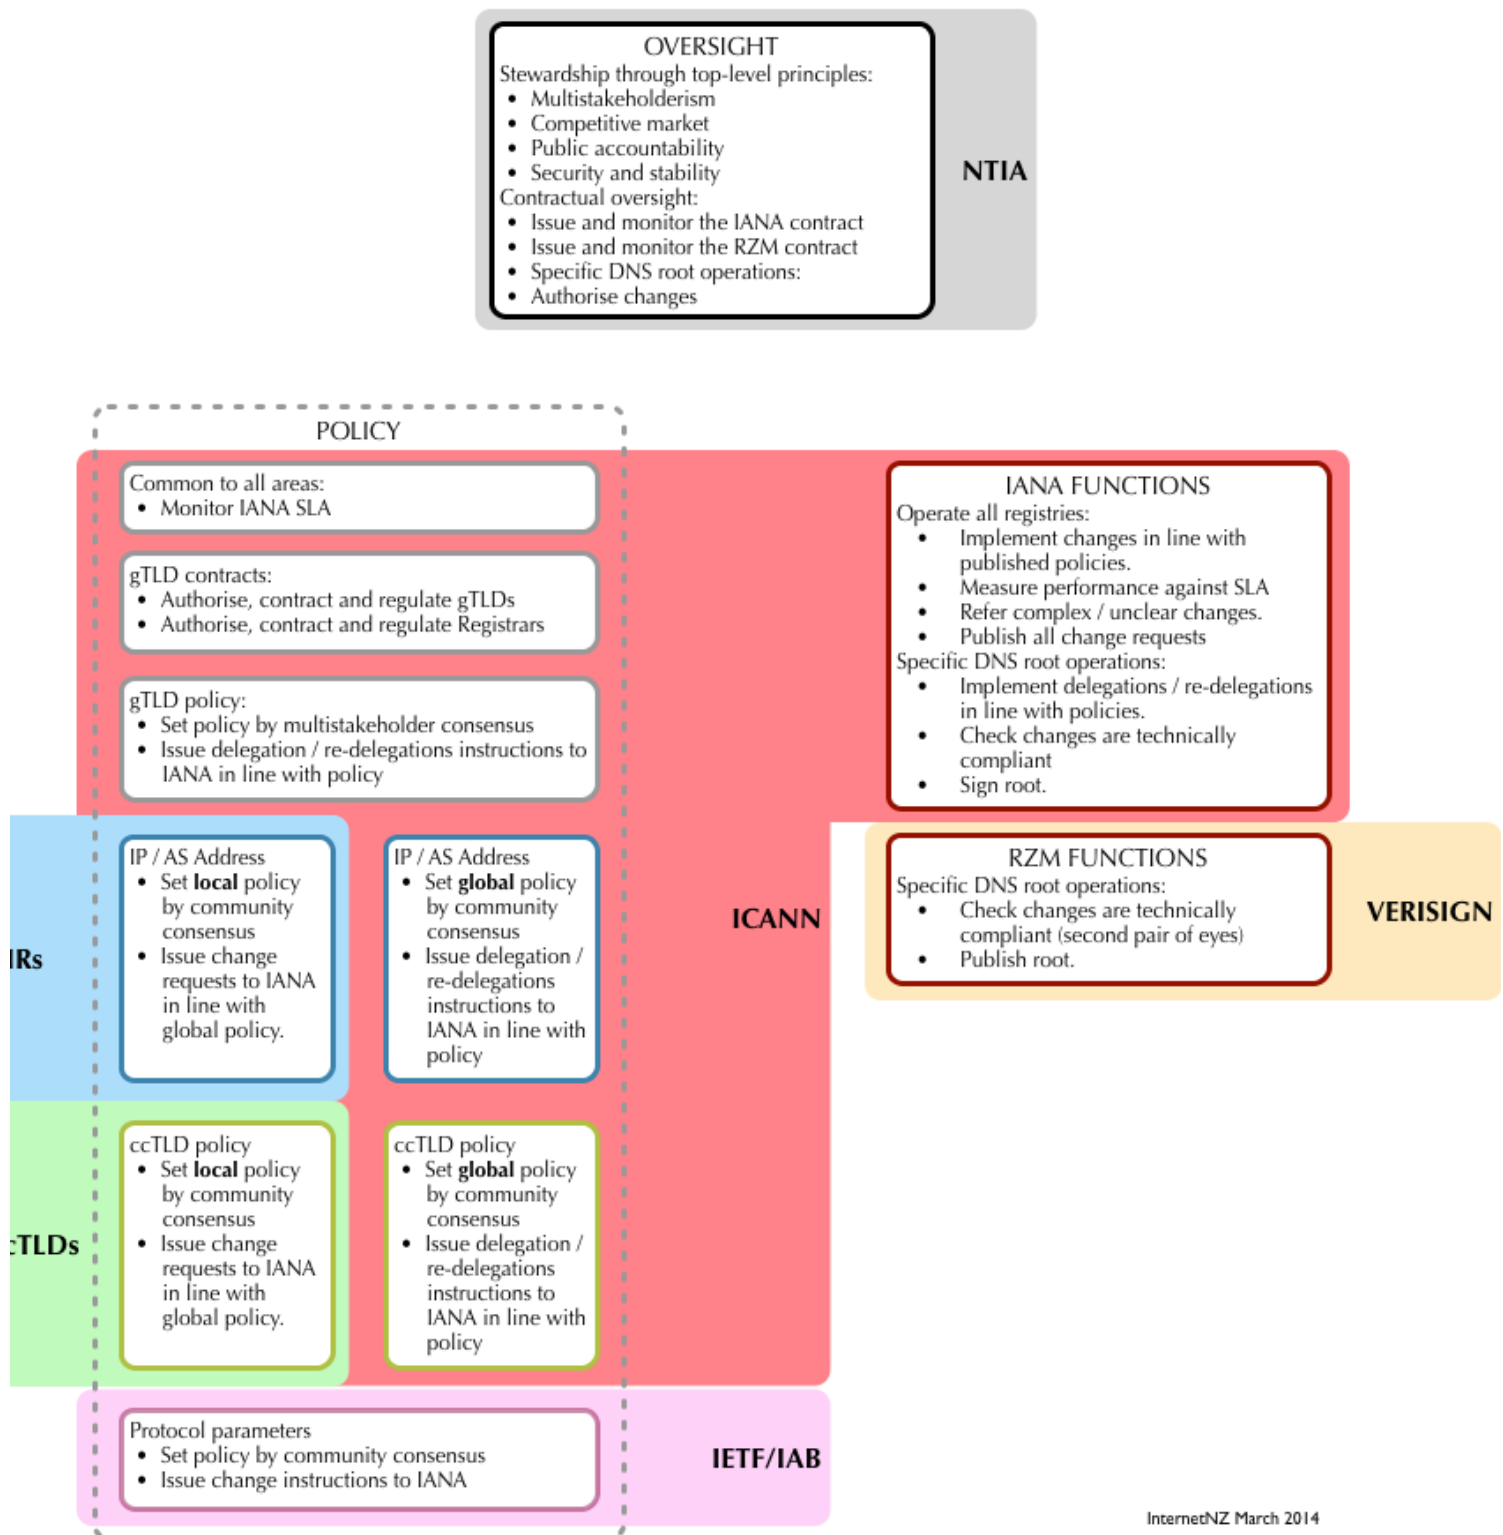 OVERSIGHT
Stewardship through top-level principles:
• Multistakeholderism
• Competitive market
• Public accountability
• Security and stability
Contractual oversight:
• Issue and monitor the IANA contract
• Issue and monitor the RZM contract
• Specific DNS root operations:
• Authorise changes
NTIA
POLICY
Common to all areas:
• Monitor IANA SLA
gTLD contracts:
• Authorise, contract and regulate gTLDs
• Authorise, contract and regulate Registrars
gTLD policy:
• Set policy by multistakeholder consensus
• Issue delegation / re-delegations instructions to
IANA in line with policy
IANA FUNCTIONS
Operate all registries:
• Implement changes in line with
published policies.
• Measure performance against SLA
• Refer complex / unclear changes.
• Publish all change requests
Specific DNS root operations:
• Implement delegations / re-delegations
in line with policies.
• Check changes are technically
compliant
• Sign root.
IRs
IP / AS Address
• Set local policy
by community
consensus
• Issue change
requests to IANA
in line with
global policy.
IP / AS Address
• Set global policy
by community
consensus
• Issue delegation /
re-delegations
instructions to
IANA in line with
policy
ICANN
RZM FUNCTIONS
Specific DNS root operations:
• Check changes are technically
compliant (second pair of eyes)
• Publish root.
VERISIGN
cTLDs
ccTLD policy
• Set local policy
by community
consensus
• Issue change
requests to IANA
in line with
global policy.
ccTLD policy
• Set global policy
by community
consensus
• Issue delegation /
re-delegations
instructions to
IANA in line with
policy
Protocol parameters
• Set policy by community consensus
• Issue change instructions to IANA
IETF/IAB
InternetNZ March 2014